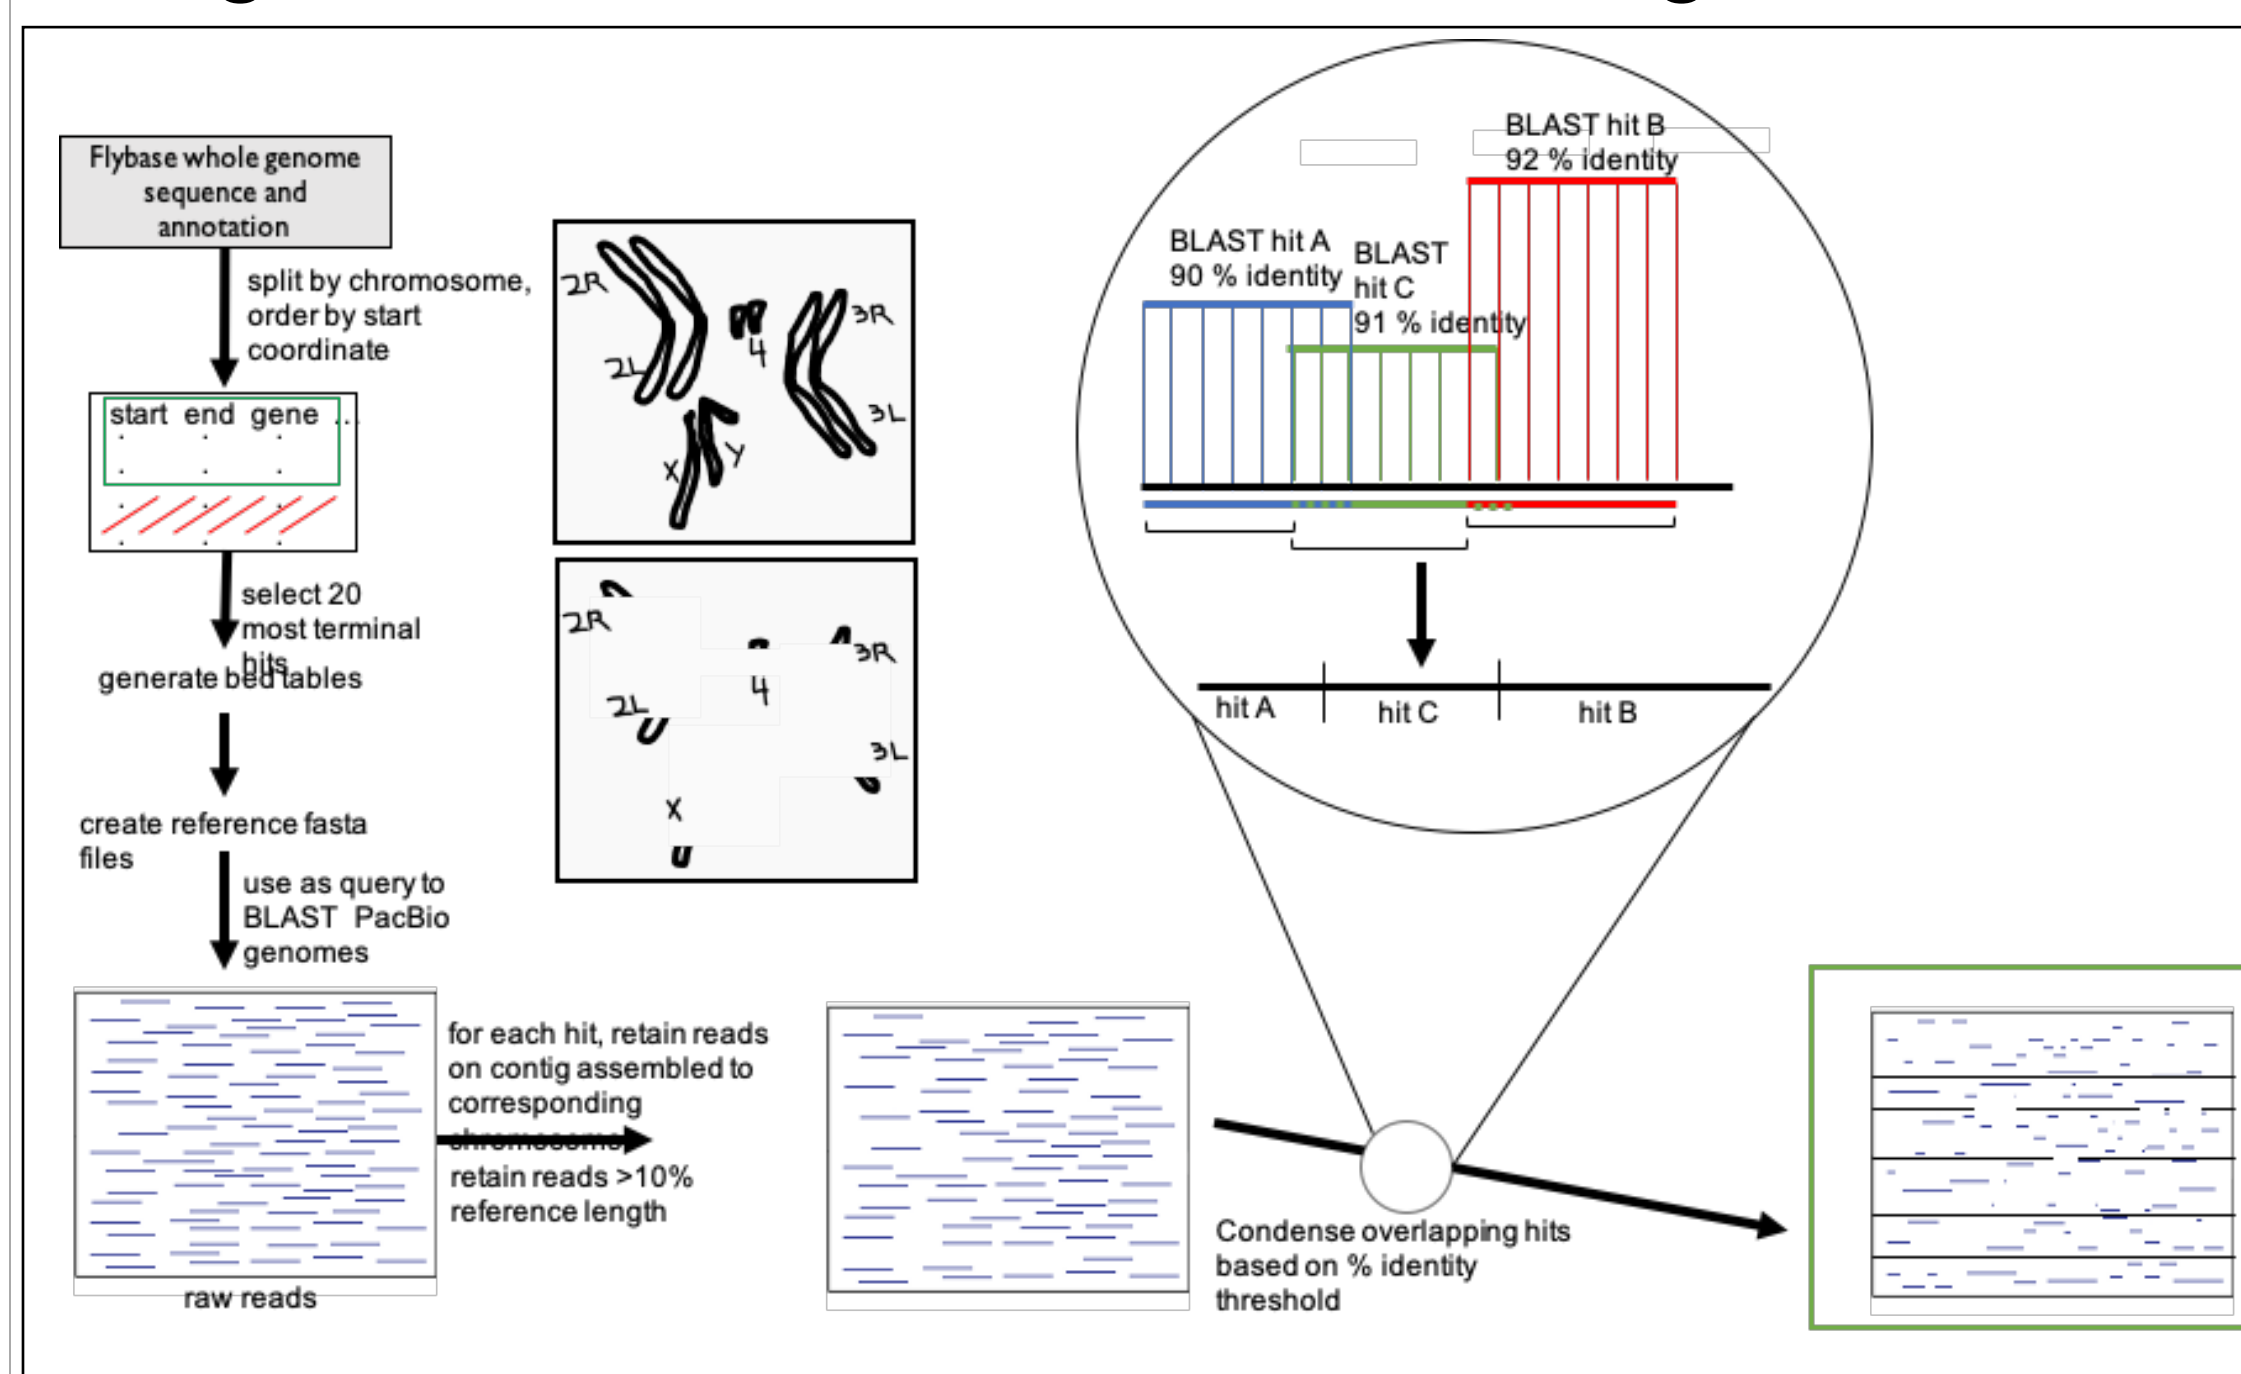 Flybase whole genome
sequence and
annotation
split by chromosome,
order by start
coordinate
start end gene ...
select 20
most terminal
hits
generate bed tables
create reference fasta
files
use as query to
BLAST PacBio
genomes
raw reads
2R
2L
4
3R
3L
X
Y
2R
2L
4
3R
3L
X
for each hit, retain reads
on contig assembled to
corresponding
chromosome
retain reads >10%
reference length
BLAST hit A
90 % identity
BLAST
hit C
91 % identity
BLAST hit B
92 % identity
hit A
hit C
hit B
Condense overlapping hits
based on % identity
threshold